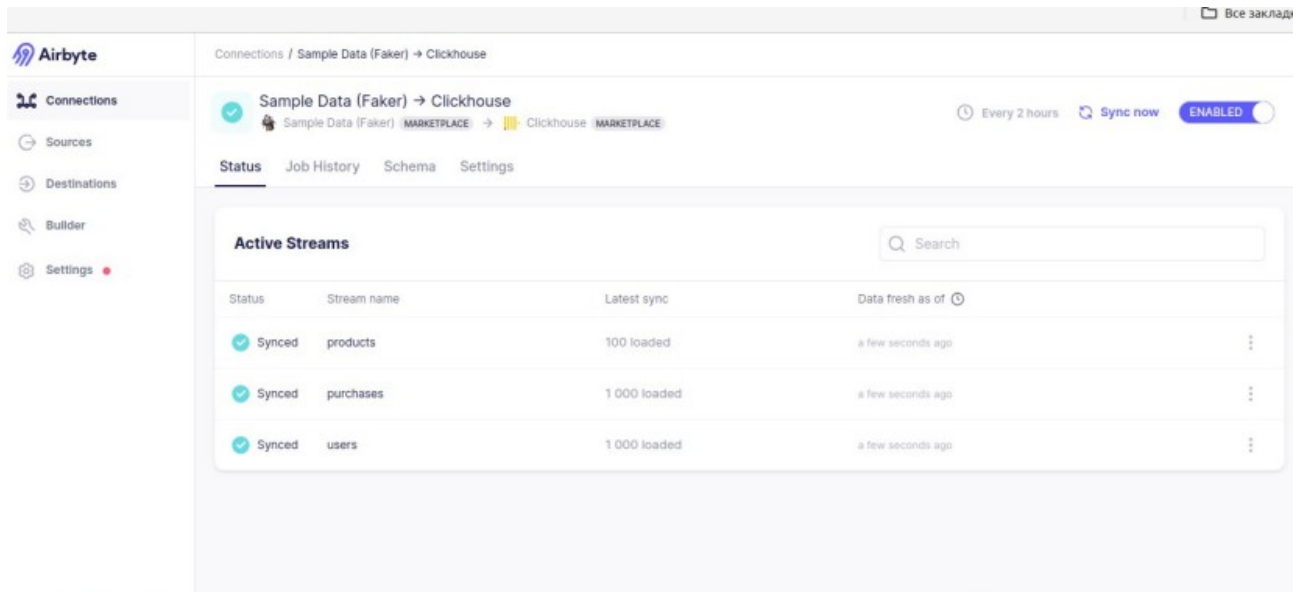 Все заклад
Airbyte
Connections / Sample Data (Faker) → Clickhouse
Connections
Sources
Destinations
Builder
Settings
Sample Data (Faker) → Clickhouse
Sample Data (Faker) MARKETPLACE → Clickhouse MARKETPLACE
Every 2 hours Sync now ENABLED
Status Job History Schema Settings
Active Streams
Search
Status Stream name Latest sync Data fresh as of
Synced products 100 loaded a few seconds ago
Synced purchases 1 000 loaded a few seconds ago
Synced users 1 000 loaded a few seconds ago